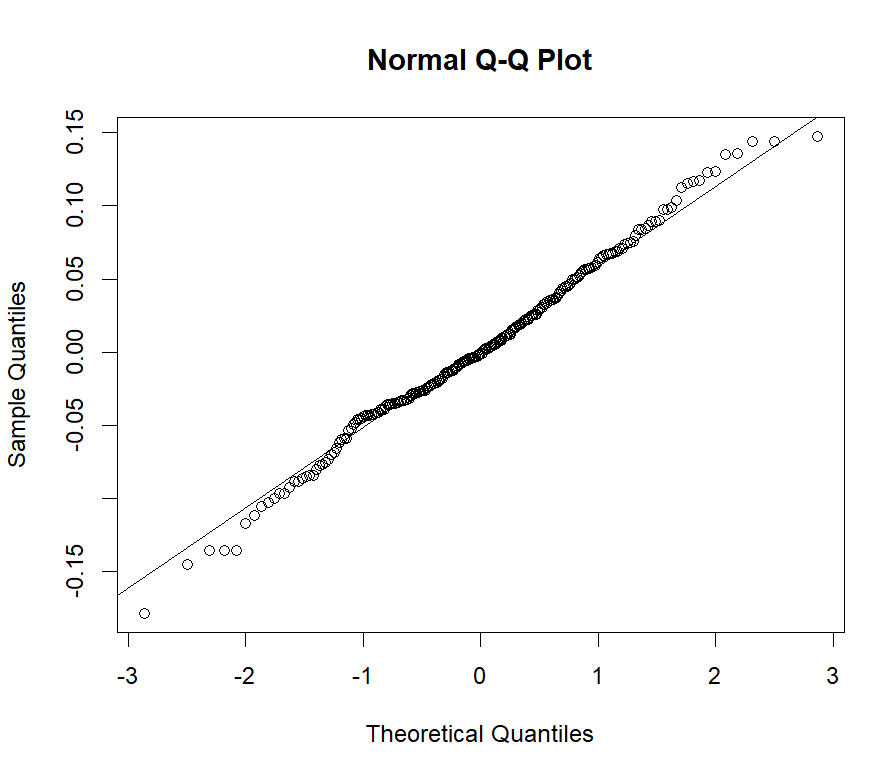 Normal Q-Q Plot
0.15
0.10
0.05
0.00
-0.05
-0.15
Sample Quantiles
-3 -2 -1 0 1 2 3
Theoretical Quantiles